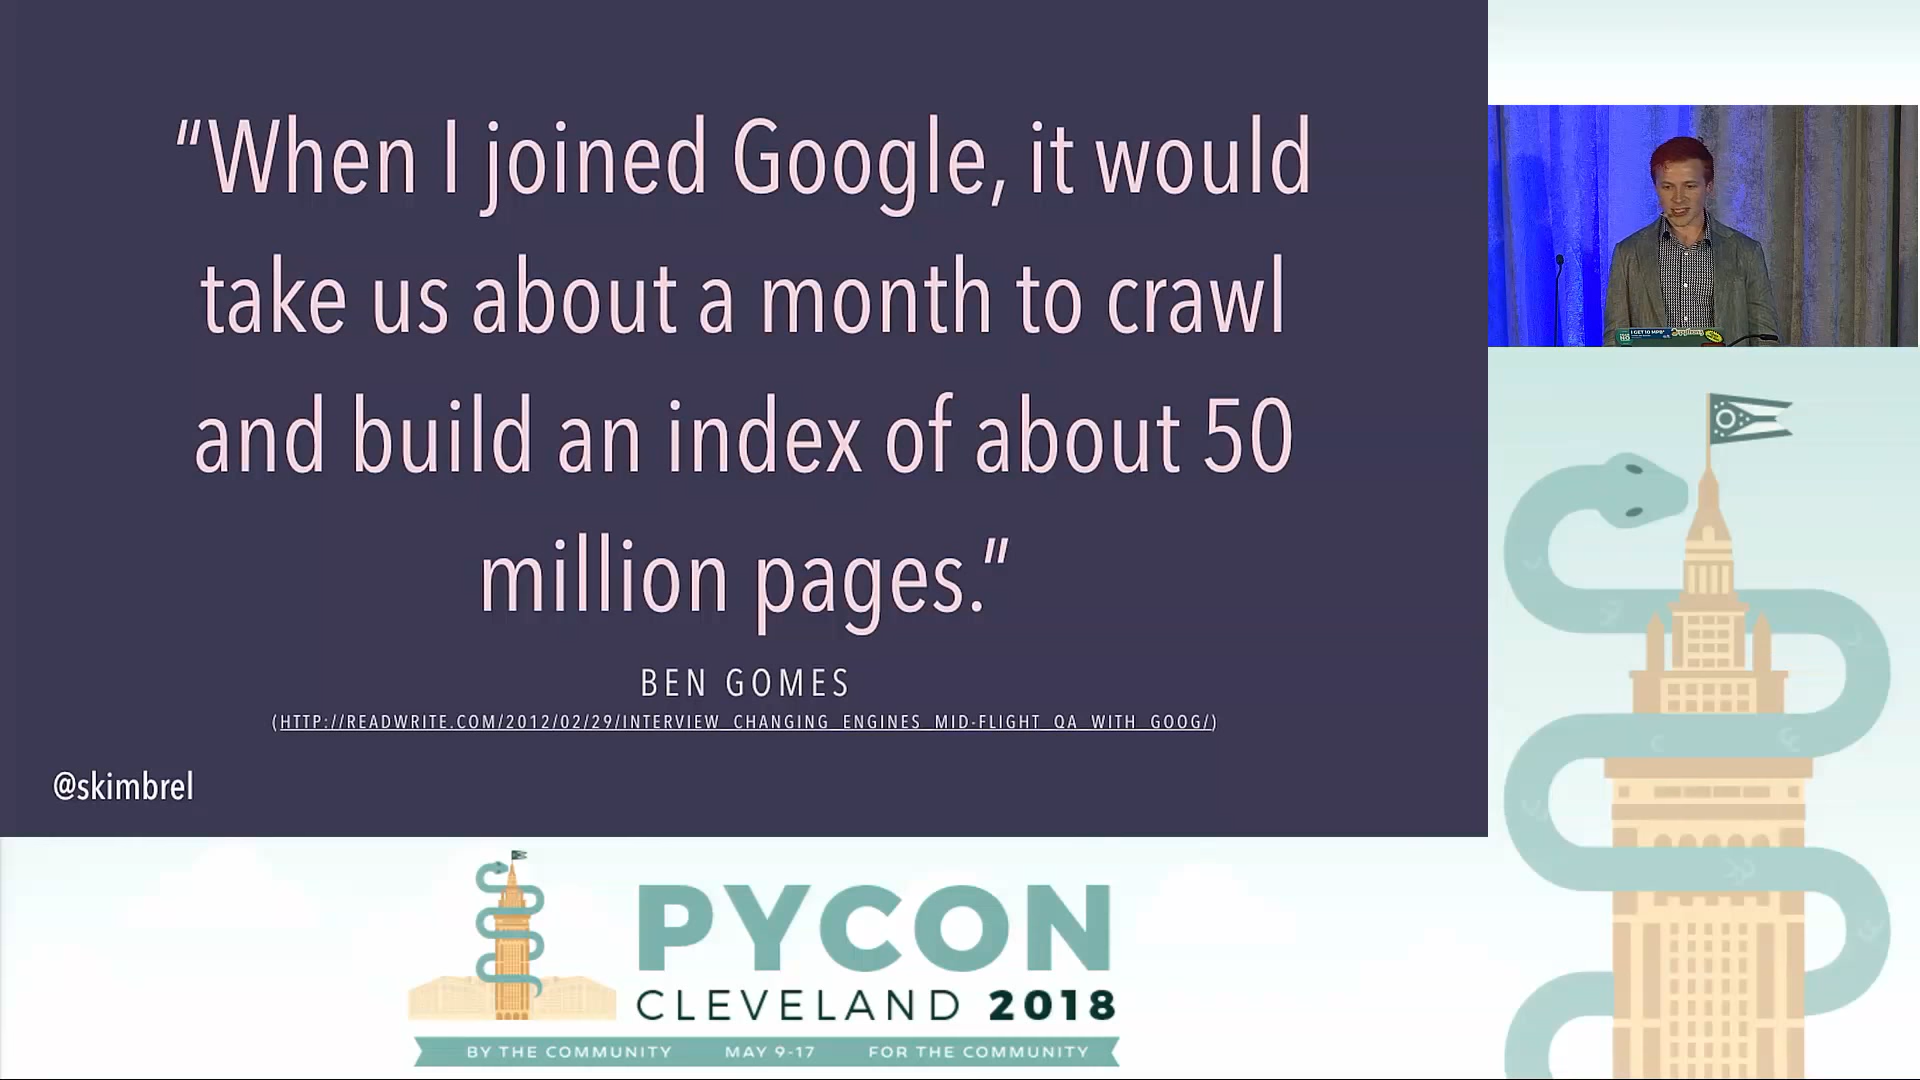 “When I joined Google, it would
take us about a month to crawl
and build an index of about 50
million pages.”
BEN GOMES
(HTTP://READWRITE.COM/2012/02/29/INTERVIEW_CHANGING_ENGINES_MID-FLIGHT_QA_WITH_GOOG/)
@skimbrel
PYCON
CLEVELAND 2018
BY THE COMMUNITY MAY 9-17 FOR THE COMMUNITY